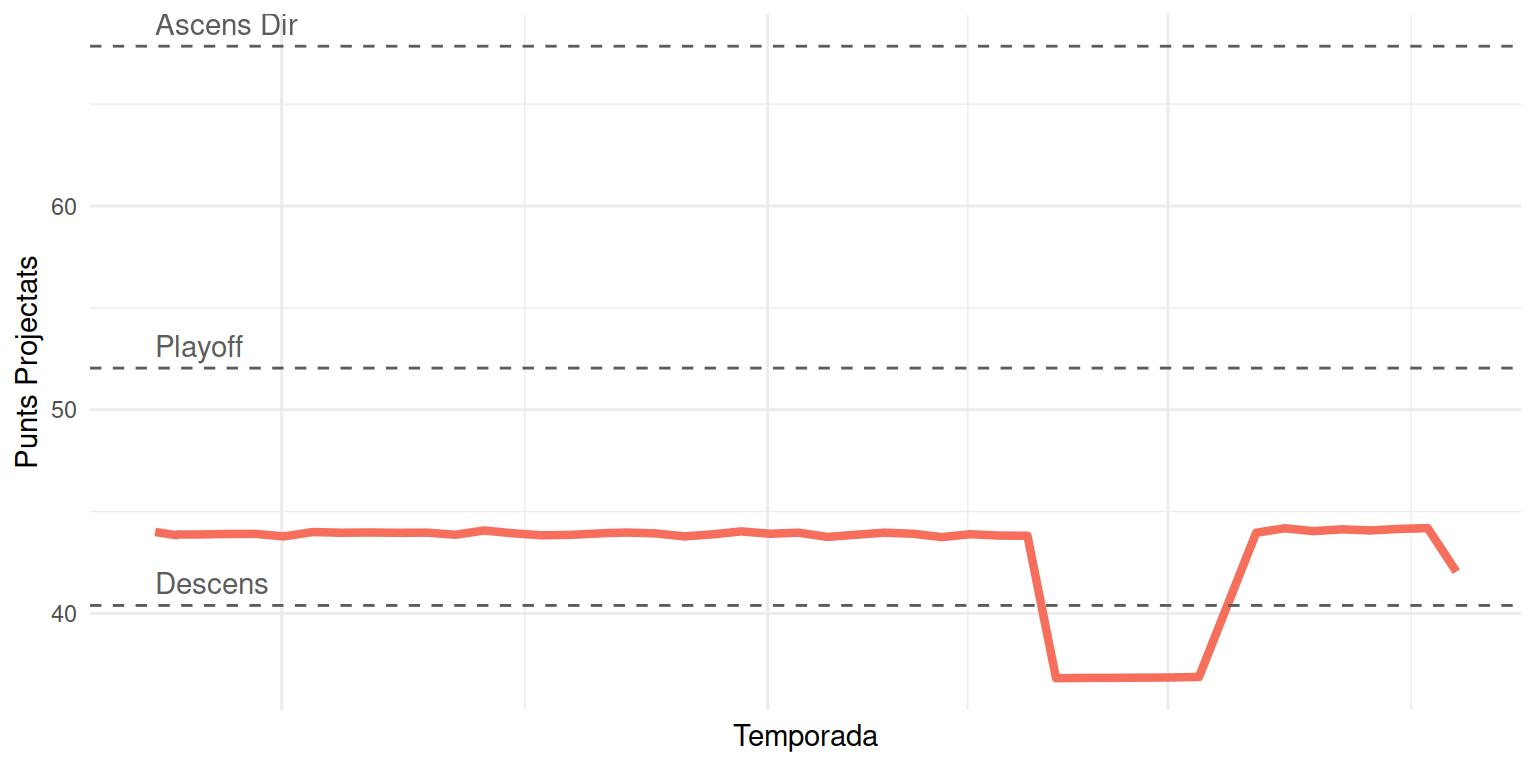 Ascens Dir
60
Playoff
50
Descens
40
Punts Projectats
Temporada